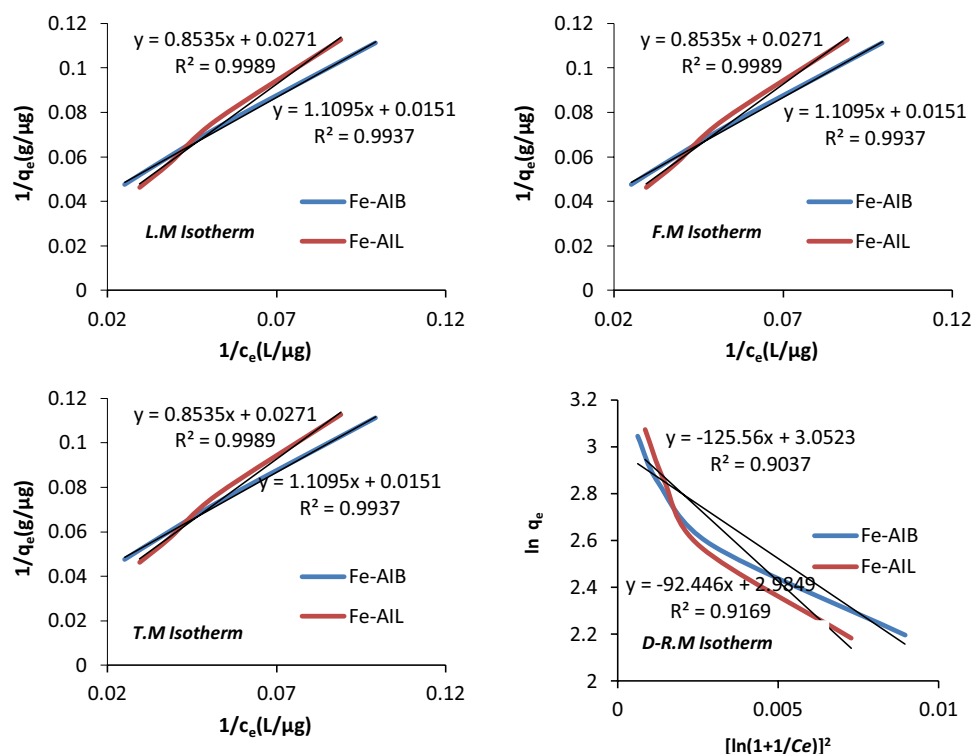 0.12
0.1
0.08
0.06
0.04
0.02
0
1/qe(g/µg)
y = 0.8535x + 0.0271
R² = 0.9989
y = 1.1095x + 0.0151
R² = 0.9937
Fe-AIB
Fe-AIL
L.M Isotherm
0.02 0.07 0.12
1/ce(L/µg)
0.12
0.1
0.08
0.06
0.04
0.02
0
1/qe(g/µg)
y = 0.8535x + 0.0271
R² = 0.9989
y = 1.1095x + 0.0151
R² = 0.9937
Fe-AIB
Fe-AIL
F.M Isotherm
0.02 0.07 0.12
1/ce(L/µg)
0.12
0.1
0.08
0.06
0.04
0.02
0
1/qe(g/µg)
y = 0.8535x + 0.0271
R² = 0.9989
y = 1.1095x + 0.0151
R² = 0.9937
Fe-AIB
Fe-AIL
T.M Isotherm
0.02 0.07 0.12
1/ce(L/µg)
3.2
3
2.8
2.6
2.4
2.2
2
ln qe
y = -125.56x + 3.0523
R² = 0.9037
Fe-AIB
Fe-AIL
y = -92.446x + 2.9849
R² = 0.9169
D-R.M Isotherm
0 0.005 0.01
[ln(1+1/Ce)]²